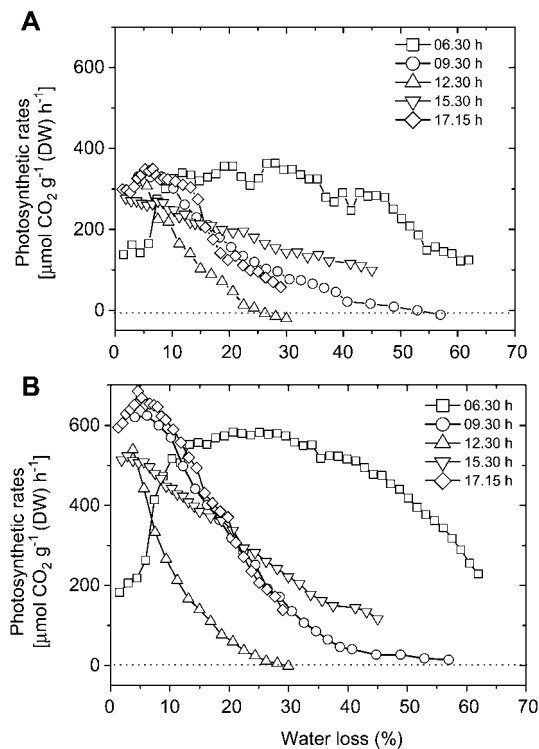 A
Photosynthetic rates
[μmol CO2 g-1 (DW) h-1]
600
400
200
0
06.30 h
09.30 h
12.30 h
15.30 h
17.15 h
0 10 20 30 40 50 60 70
B
Photosynthetic rates
[μmol CO2 g-1 (DW) h-1]
600
400
200
0
06.30 h
09.30 h
12.30 h
15.30 h
17.15 h
0 10 20 30 40 50 60 70
Water loss (%)